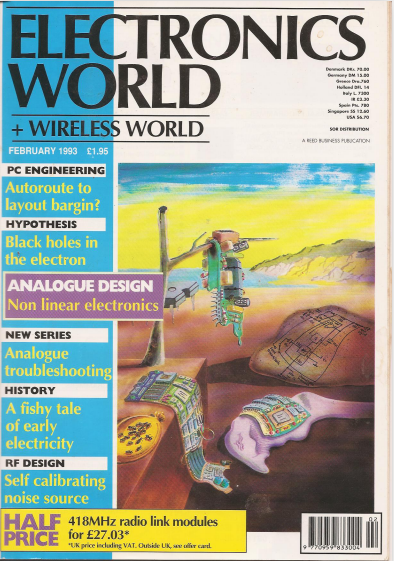 ELECTRONICS
WORLD
+ WIRELESS WORLD
FEBRUARY 1993 £1.95
Denmark DKr. 70.00
Germany DM 15.00
Greece Dra.760
Holland DFl. 14
Italy L. 7300
IR £3.30
Spain Pts. 780
Singapore S$ 12.60
USA $6.70
SOR DISTRIBUTION
A REED BUSINESS PUBLICATION
PC ENGINEERING
Autoroute to
layout bargin?
HYPOTHESIS
Black holes in
the electron
ANALOGUE DESIGN
Non linear electronics
NEW SERIES
Analogue
troubleshooting
HISTORY
A fishy tale
of early
electricity
RF DESIGN
Self calibrating
noise source
HALF
PRICE
418MHz radio link modules
for £27.03*
*UK price including VAT. Outside UK, see offer card.
02
9 770959 833004